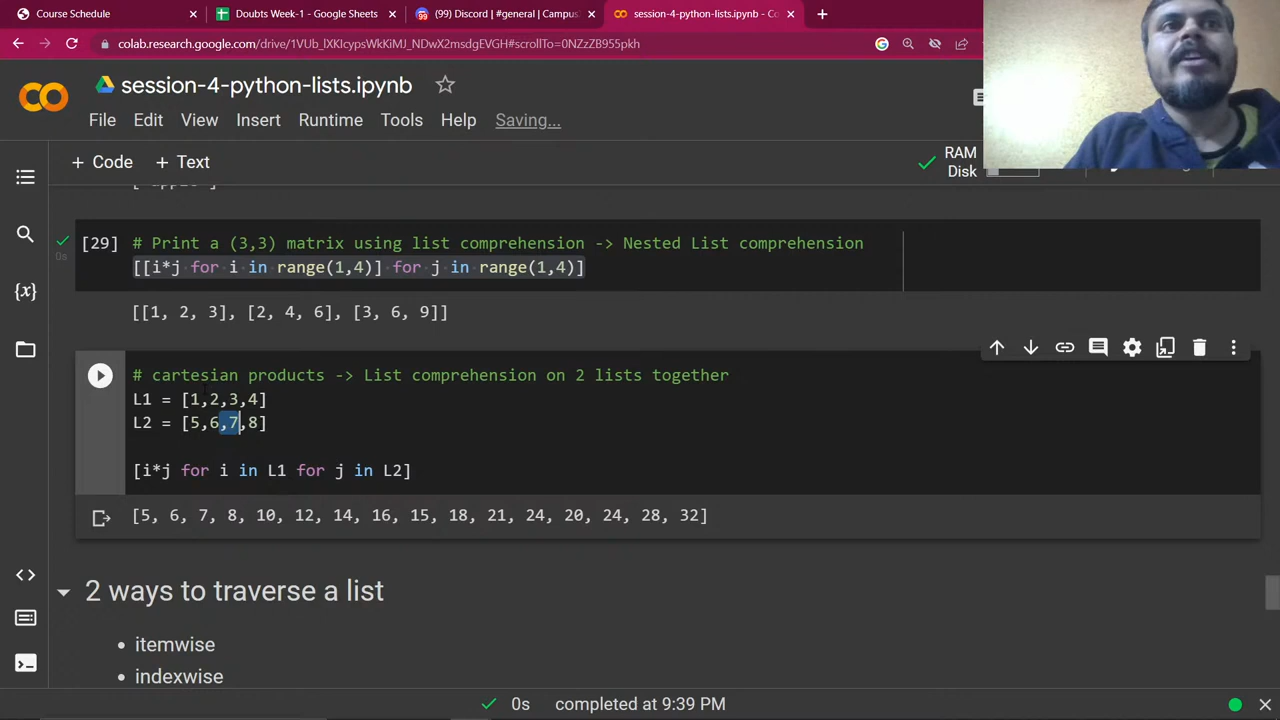 Course Schedule
Doubts Week-1 - Google Sheets
(99) Discord | #general | Campus
session-4-python-lists.ipynb - Co
colab.research.google.com/drive/1VUb_lXKIcypsWkKiMJ_NDwX2msdgEVGH#scrollTo=0NZzZB955pkh
session-4-python-lists.ipynb
File Edit View Insert Runtime Tools Help Saving...
+ Code + Text
RAM
Disk
[29] # Print a (3,3) matrix using list comprehension -> Nested List comprehension
[[i*j for i in range(1,4)] for j in range(1,4)]
0s
[[1, 2, 3], [2, 4, 6], [3, 6, 9]]
# cartesian products -> List comprehension on 2 lists together
L1 = [1,2,3,4]
L2 = [5,6,7,8]
[i*j for i in L1 for j in L2]
[5, 6, 7, 8, 10, 12, 14, 16, 15, 18, 21, 24, 20, 24, 28, 32]
2 ways to traverse a list
• itemwise
• indexwise
0s completed at 9:39 PM